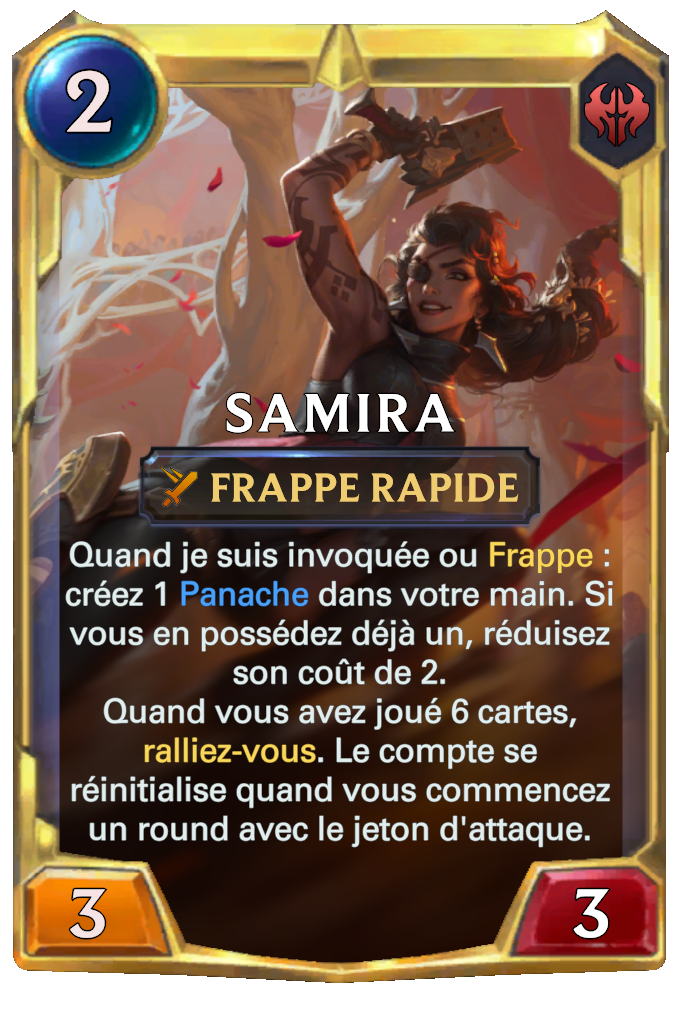 2
SAMIRA
FRAPPE RAPIDE
Quand je suis invoquée ou Frappe :
créez 1 Panache dans votre main. Si
vous en possédez déjà un, réduisez
son coût de 2.
Quand vous avez joué 6 cartes,
ralliez-vous. Le compte se
réinitialise quand vous commencez
un round avec le jeton d'attaque.
3
3